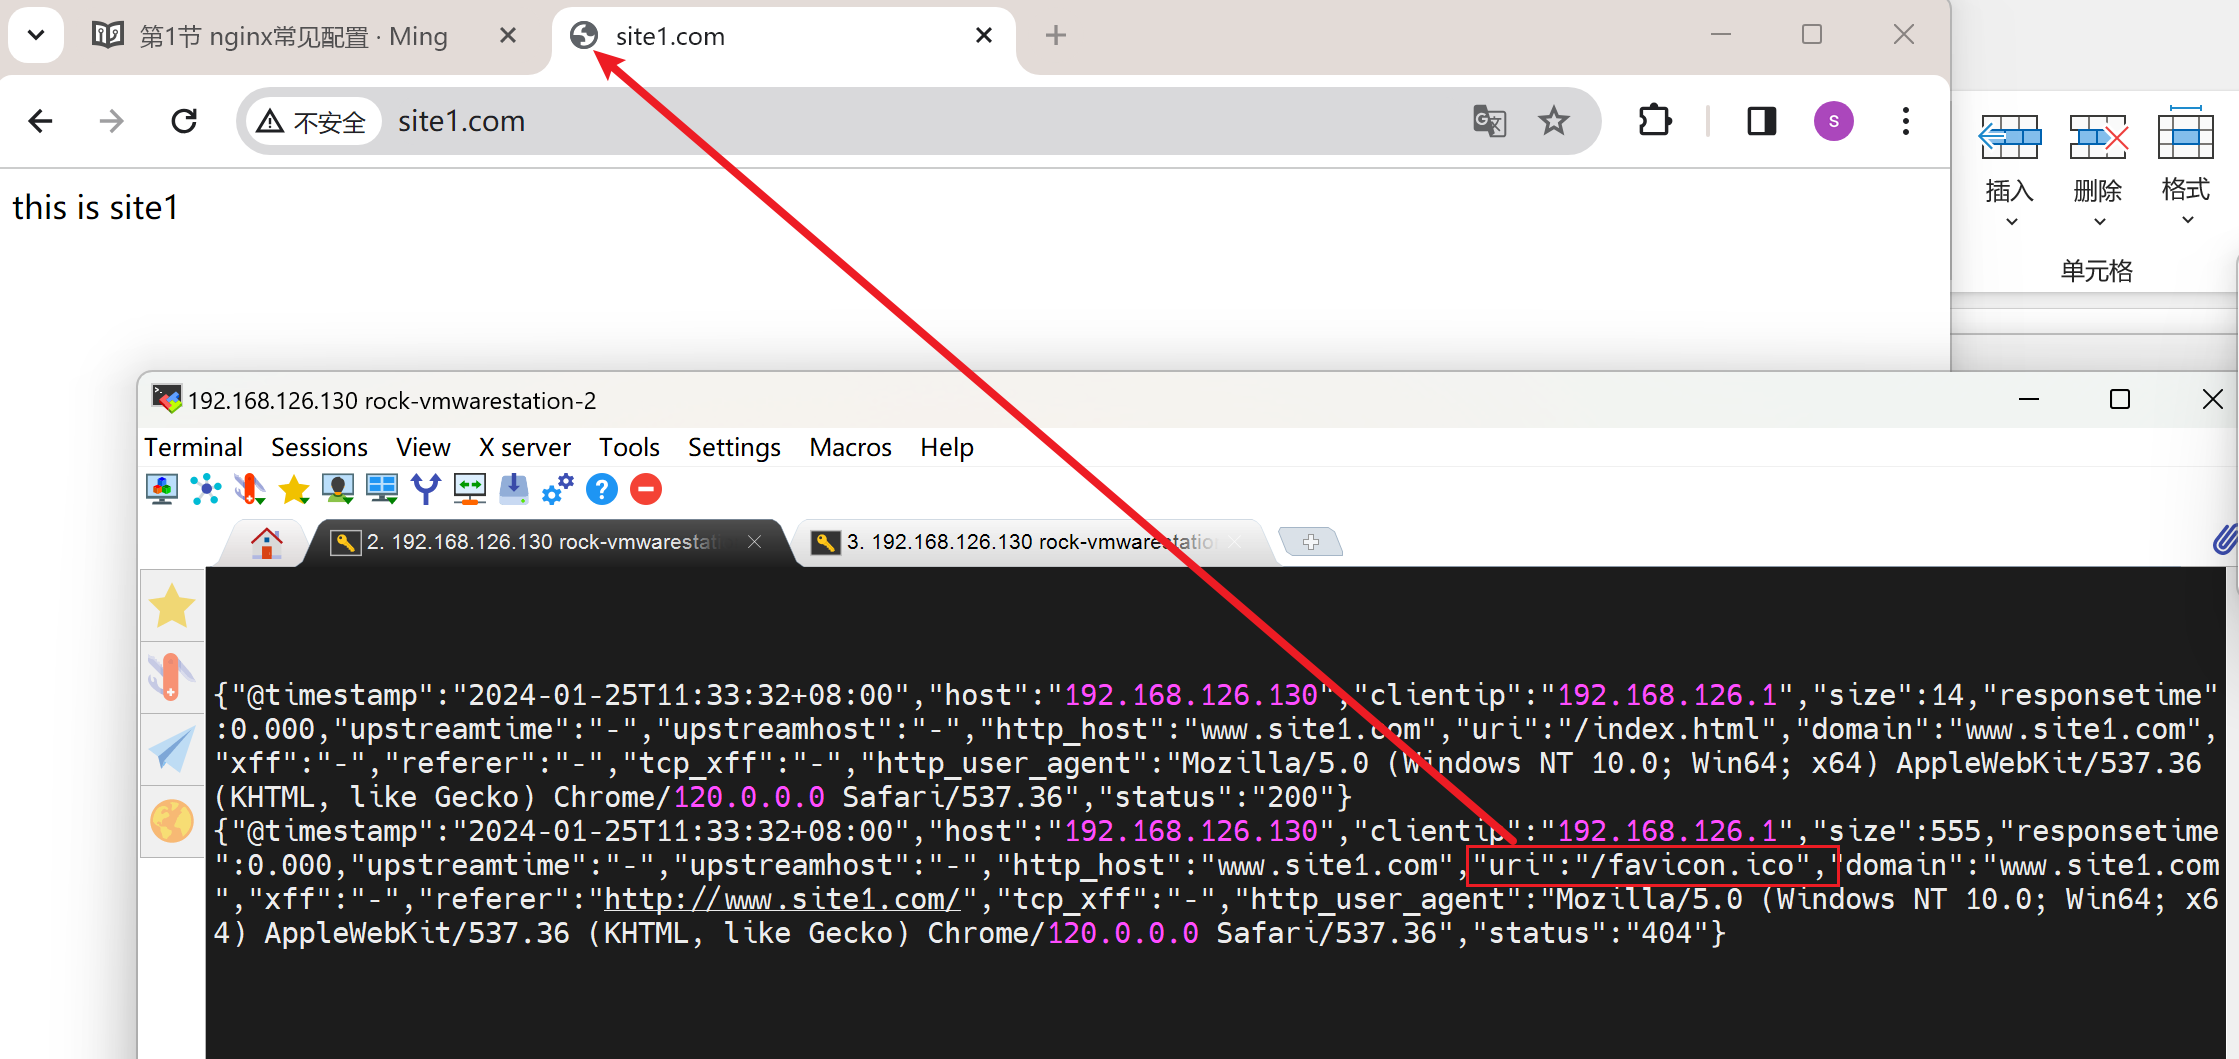 第1节 nginx常见配置 · Ming
site1.com
不安全
site1.com
s
this is site1
插入
删除
格式
单元格
192.168.126.130 rock-vmwarestation-2
Terminal Sessions View X server Tools Settings Macros Help
2. 192.168.126.130 rock-vmwarestati
3. 192.168.126.130 rock-vmwarestatio
{"@timestamp":"2024-01-25T11:33:32+08:00","host":"192.168.126.130","clientip":"192.168.126.1","size":14,"responsetime"
:0.000,"upstreamtime":"-","upstreamhost":"-","http_host":"www.site1.com","uri":"/index.html","domain":"www.site1.com",
"xff":"-","referer":"-","tcp_xff":"-","http_user_agent":"Mozilla/5.0 (Windows NT 10.0; Win64; x64) AppleWebKit/537.36
(KHTML, like Gecko) Chrome/120.0.0.0 Safari/537.36","status":"200"}
{"@timestamp":"2024-01-25T11:33:32+08:00","host":"192.168.126.130","clientip":"192.168.126.1","size":555,"responsetime
":0.000,"upstreamtime":"-","upstreamhost":"-","http_host":"www.site1.com","uri":"/favicon.ico","domain":"www.site1.com
","xff":"-","referer":"http://www.site1.com/","tcp_xff":"-","http_user_agent":"Mozilla/5.0 (Windows NT 10.0; Win64; x6
4) AppleWebKit/537.36 (KHTML, like Gecko) Chrome/120.0.0.0 Safari/537.36","status":"404"}